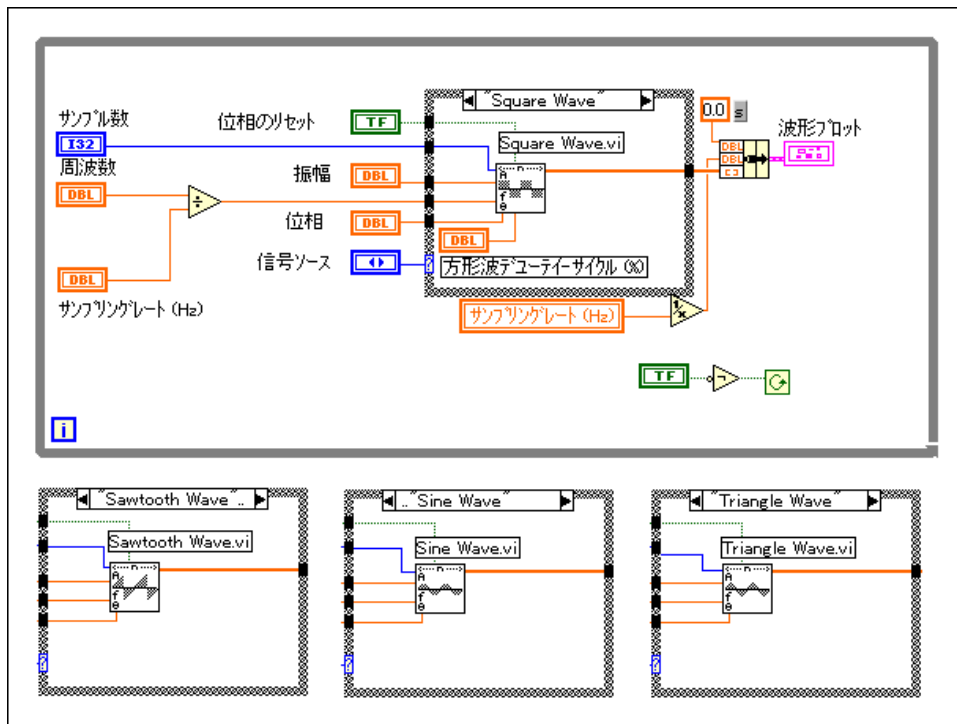 "Square Wave"
サンプル数
I32
周波数
DBL
DBL
サンプリングレート (Hz)
÷
位相のリセット
TF
振幅
DBL
位相
DBL
信号ソース
Square Wave.vi
n
A
f
θ
DBL
方形波デューティーサイクル (%)
?
サンプリングレート (Hz)
1/x
0.0
s
DBL
DBL
波形プロット
TF
i
"Sawtooth Wave"..
Sawtooth Wave.vi
n
A
f
θ
?
.."Sine Wave"
Sine Wave.vi
n
A
f
θ
?
"Triangle Wave"
Triangle Wave.vi
n
A
f
θ
?